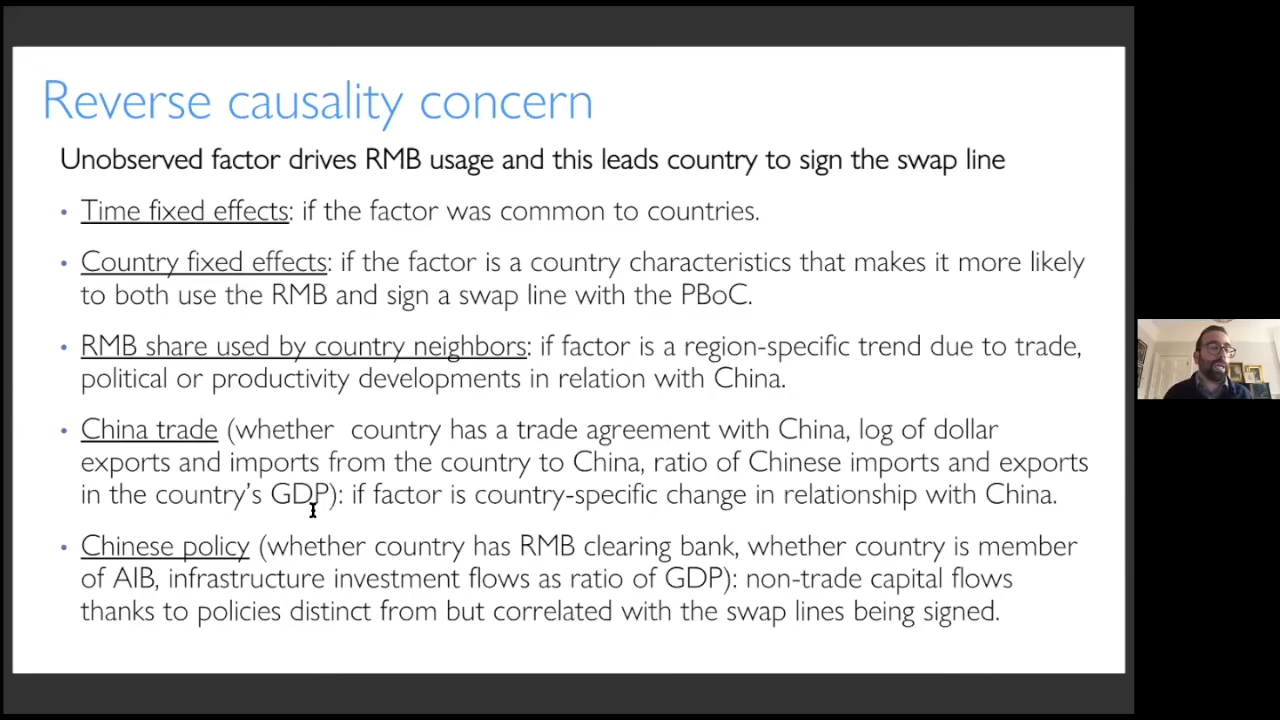 Reverse causality concern
Unobserved factor drives RMB usage and this leads country to sign the swap line
• Time fixed effects: if the factor was common to countries.
• Country fixed effects: if the factor is a country characteristics that makes it more likely
to both use the RMB and sign a swap line with the PBoC.
• RMB share used by country neighbors: if factor is a region-specific trend due to trade,
political or productivity developments in relation with China.
• China trade (whether country has a trade agreement with China, log of dollar
exports and imports from the country to China, ratio of Chinese imports and exports
in the country's GDP): if factor is country-specific change in relationship with China.
• Chinese policy (whether country has RMB clearing bank, whether country is member
of AIB, infrastructure investment flows as ratio of GDP): non-trade capital flows
thanks to policies distinct from but correlated with the swap lines being signed.